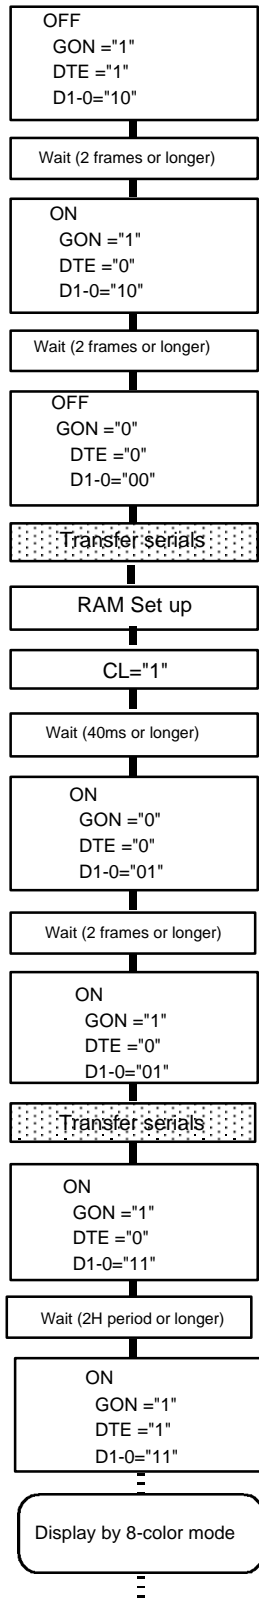 OFF
GON ="1"
DTE ="1"
D1-0="10"
Wait (2 frames or longer)
ON
GON ="1"
DTE ="0"
D1-0="10"
Wait (2 frames or longer)
OFF
GON ="0"
DTE ="0"
D1-0="00"
Transfer serials
RAM Set up
CL="1"
Wait (40ms or longer)
ON
GON ="0"
DTE ="0"
D1-0="01"
Wait (2 frames or longer)
ON
GON ="1"
DTE ="0"
D1-0="01"
Transfer serials
ON
GON ="1"
DTE ="0"
D1-0="11"
Wait (2H period or longer)
ON
GON ="1"
DTE ="1"
D1-0="11"
Display by 8-color mode